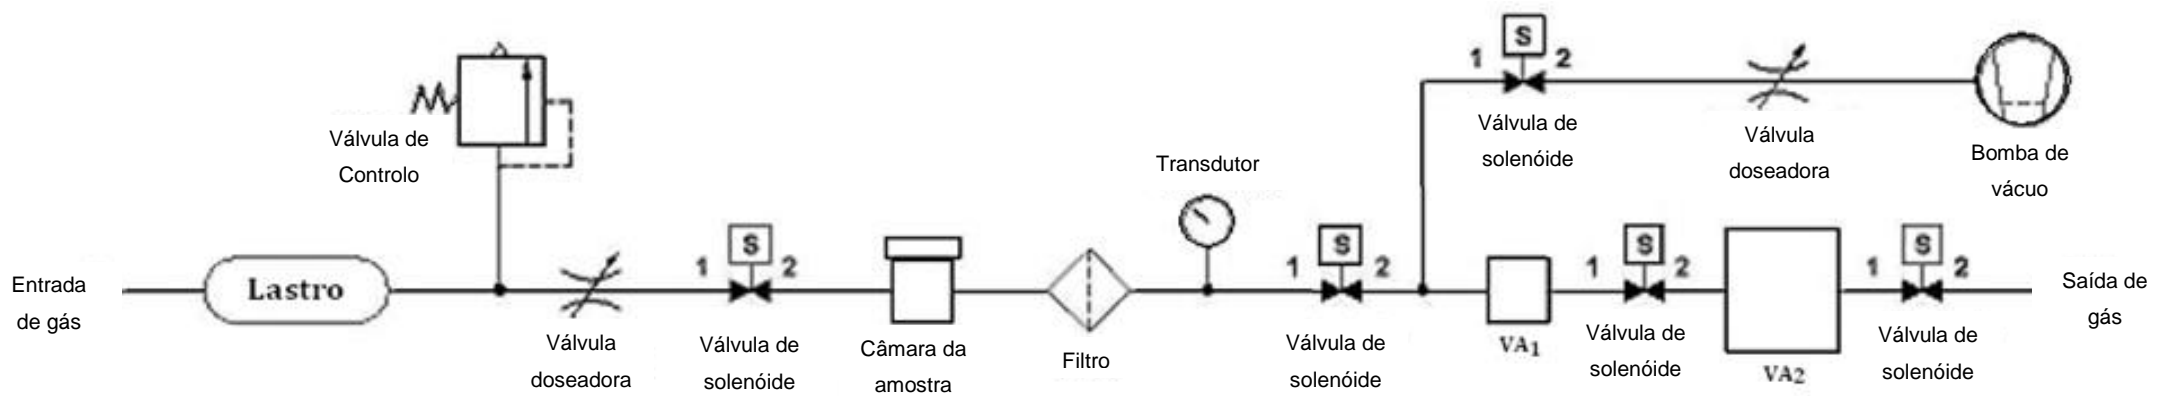 S
1
2
Válvula de
solenóide
Válvula
doseadora
Bomba de
vácuo
Válvula de
Controlo
Transdutor
Entrada
de gás
Lastro
Válvula
doseadora
S
1
2
Válvula de
solenóide
Câmara da
amostra
Filtro
S
1
2
Válvula de
solenóide
VA1
S
1
2
Válvula de
solenóide
VA2
S
1
2
Válvula de
solenóide
Saída de
gás